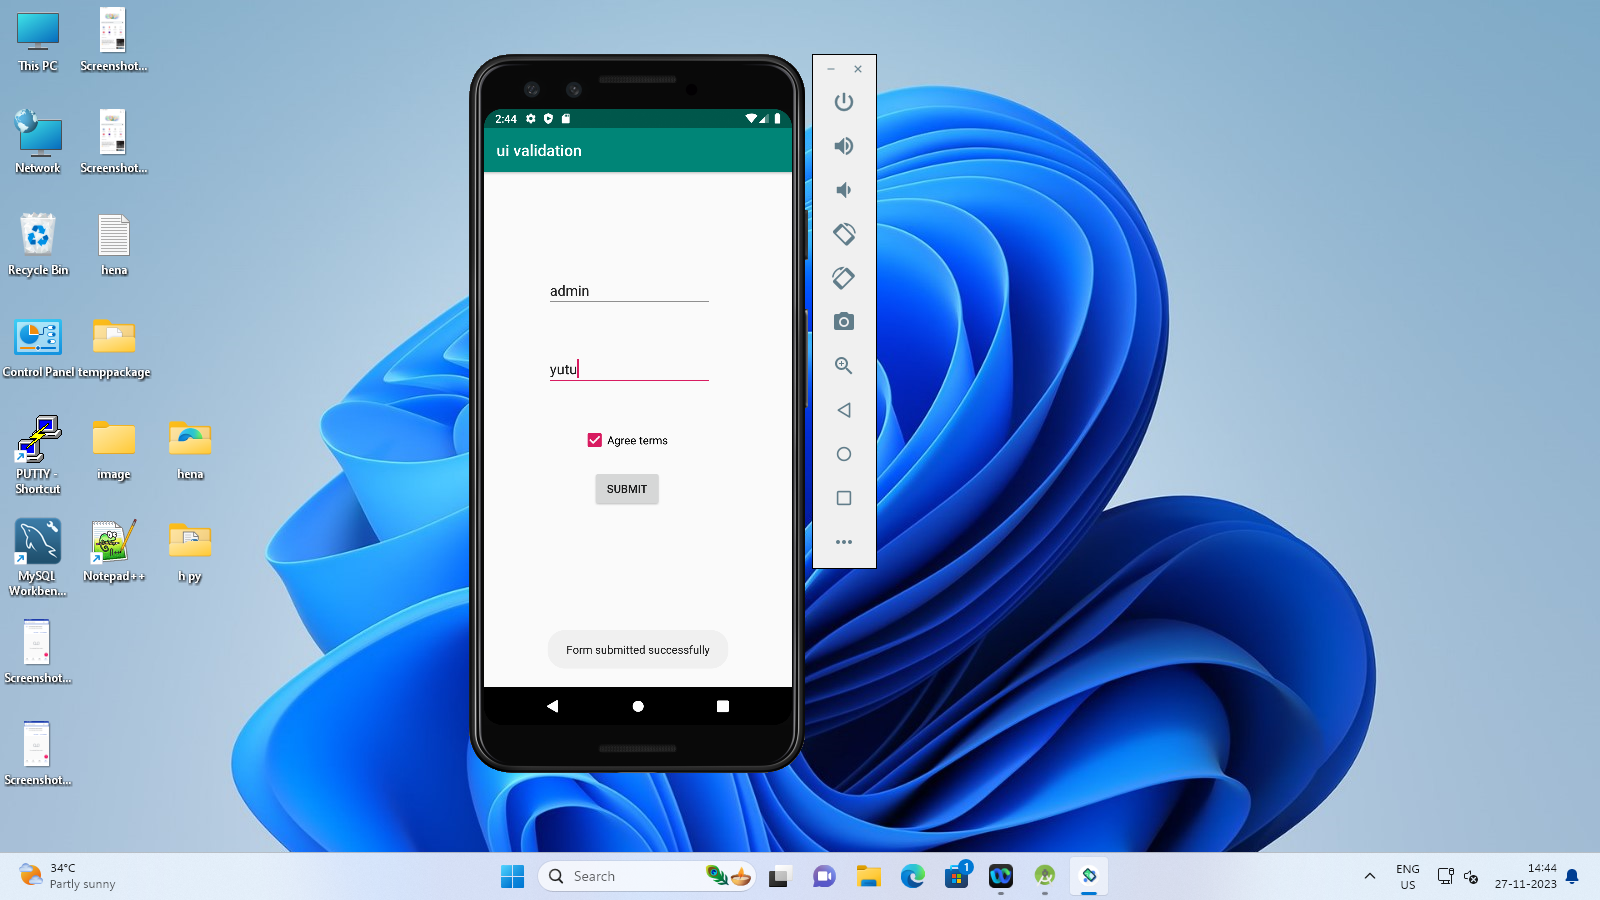 This PC
Screenshot...
Network
Screenshot...
Recycle Bin
hena
Control Panel
temppackage
PUTTY -
Shortcut
image
hena
MySQL
Workben...
Notepad++
h py
Screenshot...
Screenshot...
2:44
ui validation
admin
yutu
Agree terms
SUBMIT
Form submitted successfully
34°C
Partly sunny
Search
1
ENG
US
14:44
27-11-2023